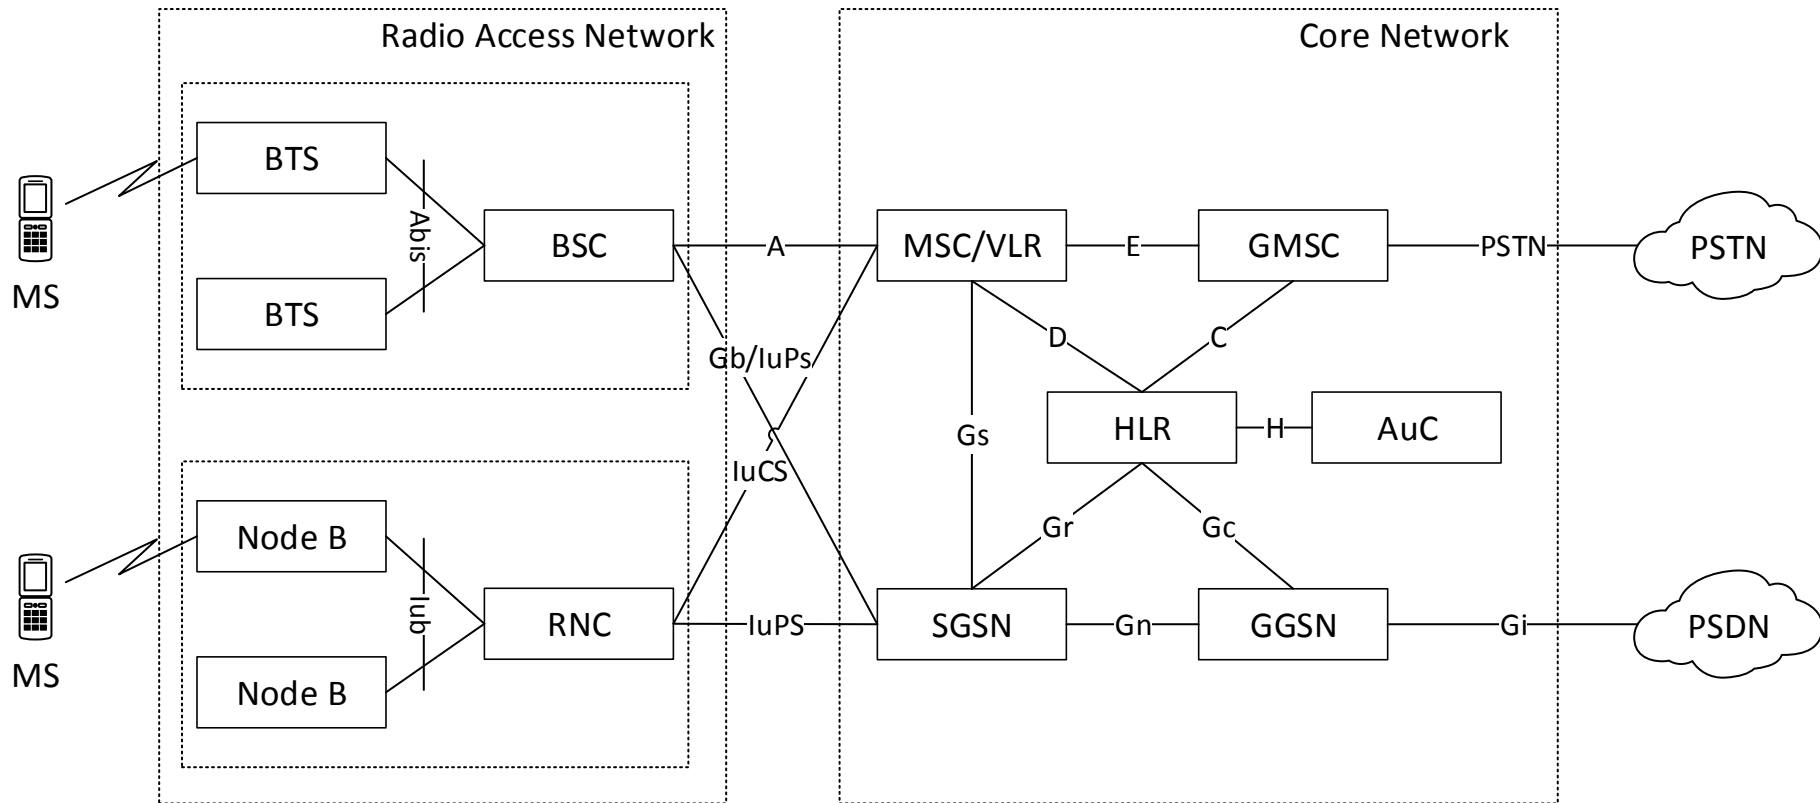 Radio Access Network
Core Network
BTS
Abis
BTS
BSC
A
MSC/VLR
E
GMSC
PSTN
PSTN
MS
Gb/IuPs
D
C
Gs
HLR
H
AuC
IuCS
Node B
Iub
Node B
RNC
IuPS
Gr
Gc
SGSN
Gn
GGSN
Gi
PSDN
MS